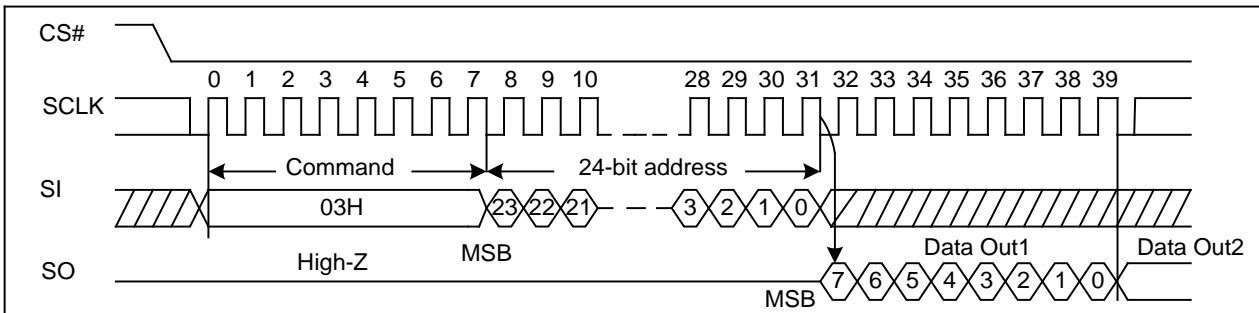 CS#
0 1 2 3 4 5 6 7 8 9 10 28 29 30 31 32 33 34 35 36 37 38 39
SCLK
Command 24-bit address
SI
03H 23 22 21 3 2 1 0
MSB Data Out1 Data Out2
High-Z
SO
7 6 5 4 3 2 1 0
MSB